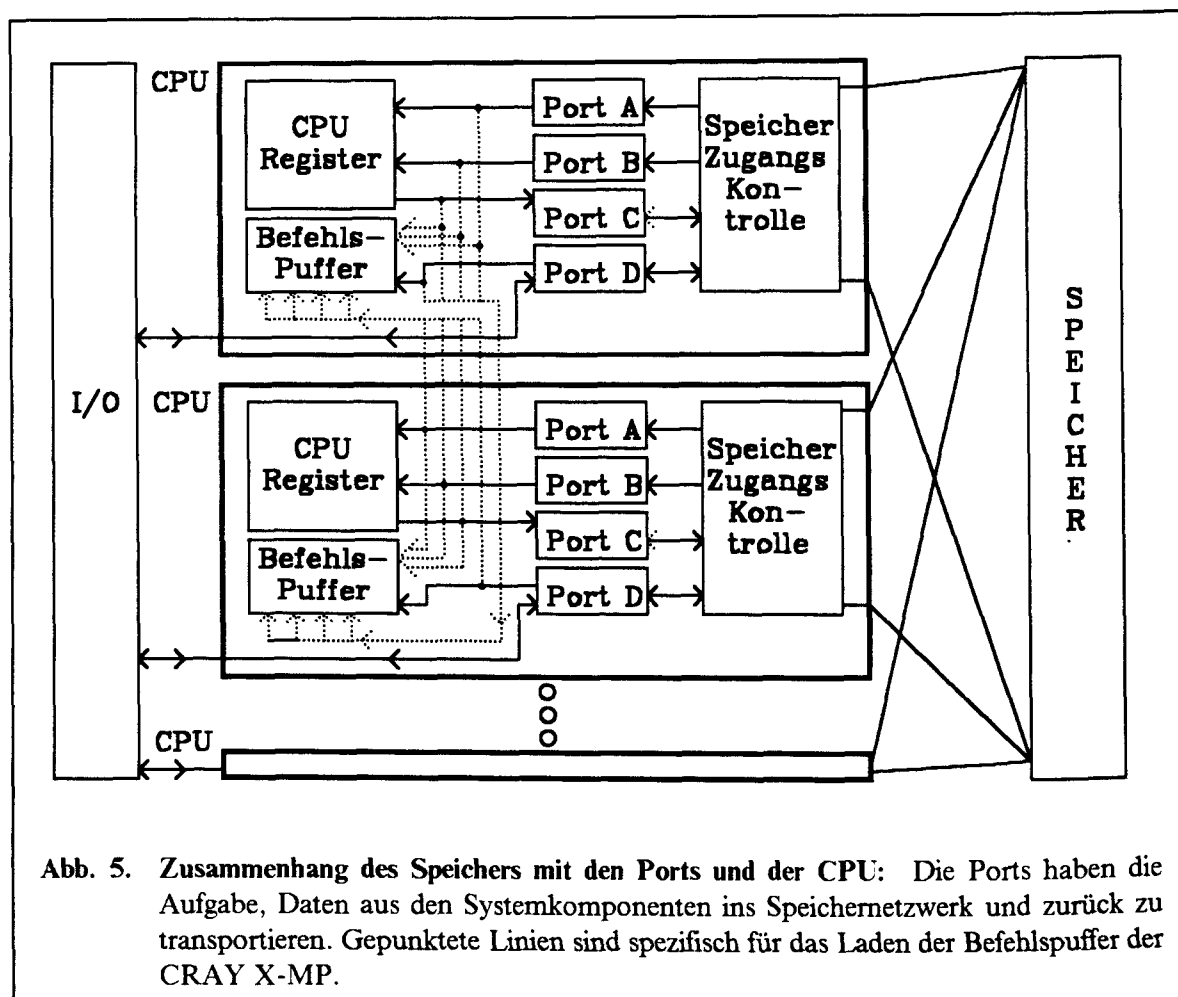 CPU
CPU
Register
Befehls-
Puffer
Port A
Port B
Port C
Port D
Speicher
Zugangs
Kon-
trolle
I/O
CPU
CPU
Register
Befehls-
Puffer
Port A
Port B
Port C
Port D
Speicher
Zugangs
Kon-
trolle
CPU
S
P
E
I
C
H
E
R
Abb. 5. Zusammenhang des Speichers mit den Ports und der CPU: Die Ports haben die
Aufgabe, Daten aus den Systemkomponenten ins Speichernetzwerk und zurück zu
transportieren. Gepunktete Linien sind spezifisch für das Laden der Befehlspuffer der
CRAY X-MP.